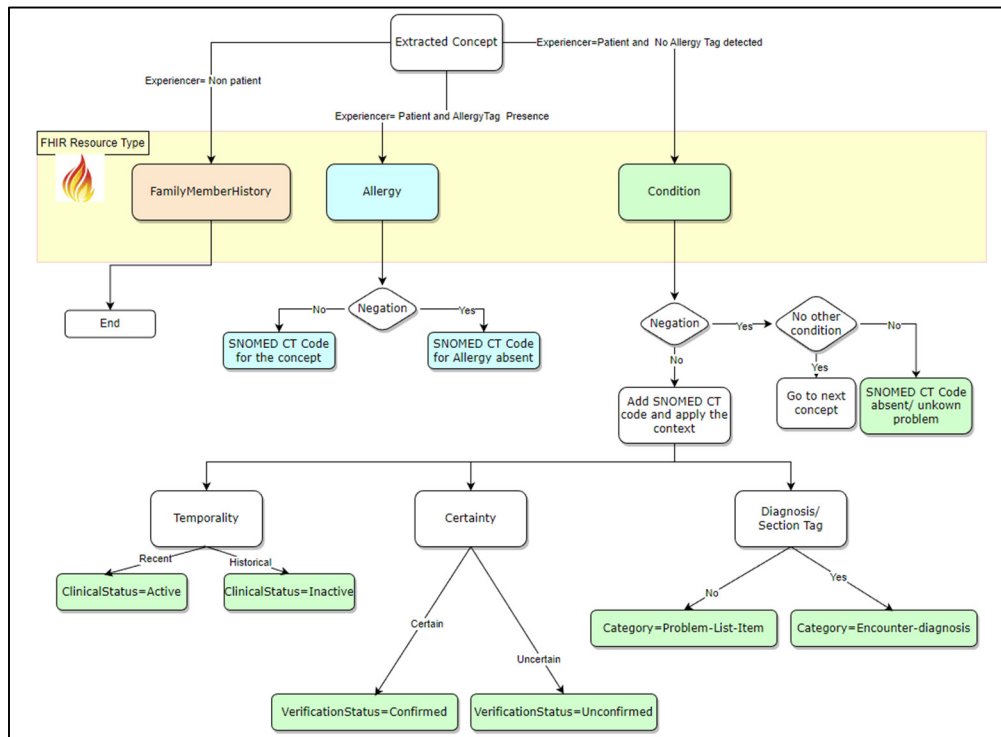 Extracted Concept
Experiencer=Patient and No Allergy Tag detected
Experiencer= Non patient
Experiencer= Patient and AllergyTag Presence
FHIR Resource Type
FamilyMemberHistory
Allergy
Condition
End
No
Negation
Yes
Negation
Yes
No other
condition
No
SNOMED CT Code
for the concept
SNOMED CT Code
for Allergy absent
No
Yes
Add SNOMED CT
code and apply the
context
Go to next
concept
SNOMED CT Code
absent/ unkown
problem
Temporality
Certainty
Diagnosis/
Section Tag
Recent
Historical
No
Yes
ClinicalStatus=Active
ClinicalStatus=Inactive
Certain
Category=Problem-List-Item
Category=Encounter-diagnosis
Uncertain
VerificationStatus=Confirmed
VerificationStatus=Unconfirmed